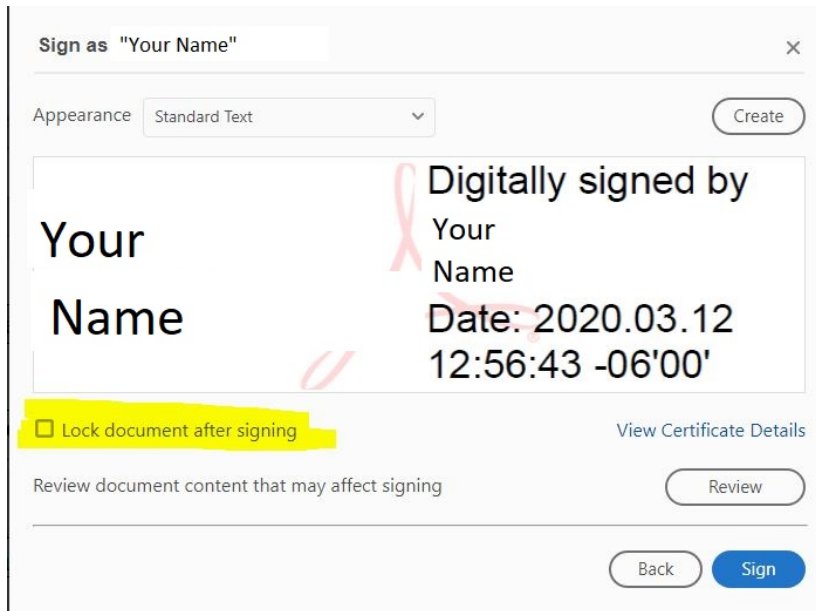 Sign as "Your Name"
Appearance Standard Text Create
Your
Name
Digitally signed by
Your
Name
Date: 2020.03.12
12:56:43 -06'00'
Lock document after signing View Certificate Details
Review document content that may affect signing Review
Back Sign